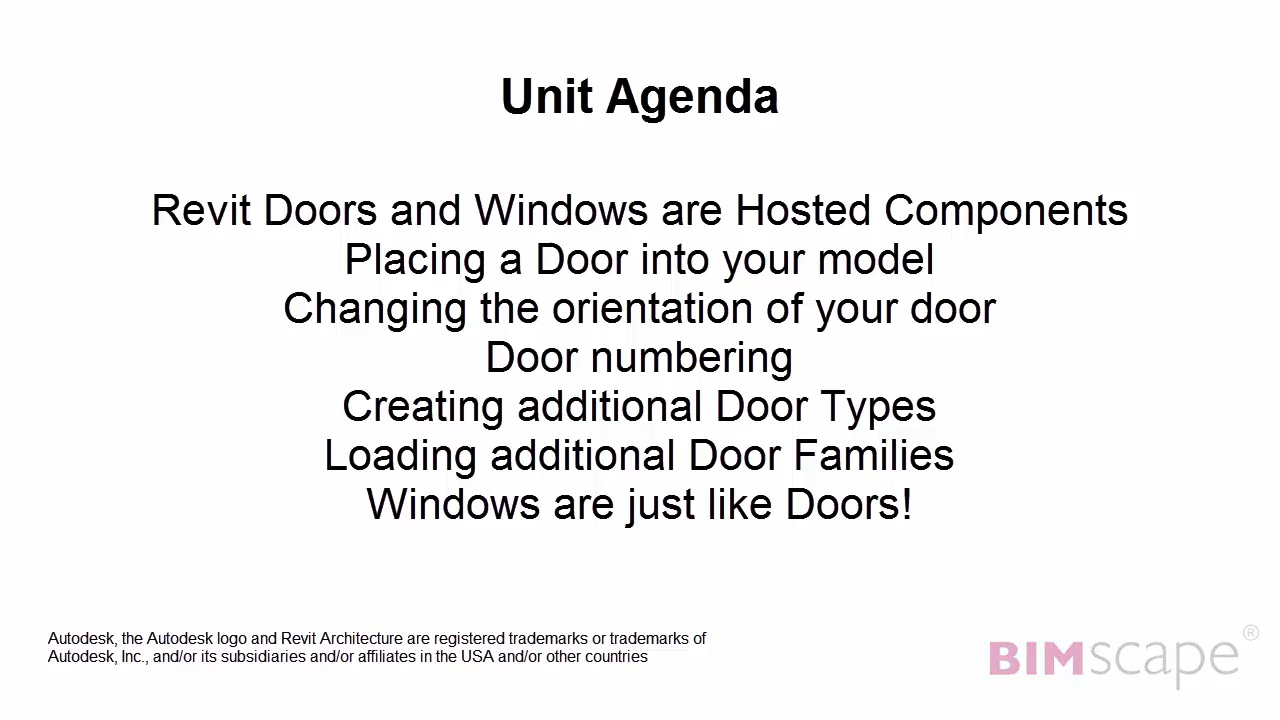 Unit Agenda
Revit Doors and Windows are Hosted Components
Placing a Door into your model
Changing the orientation of your door
Door numbering
Creating additional Door Types
Loading additional Door Families
Windows are just like Doors!
Autodesk, the Autodesk logo and Revit Architecture are registered trademarks or trademarks of
Autodesk, Inc., and/or its subsidiaries and/or affiliates in the USA and/or other countries
BIMscape®